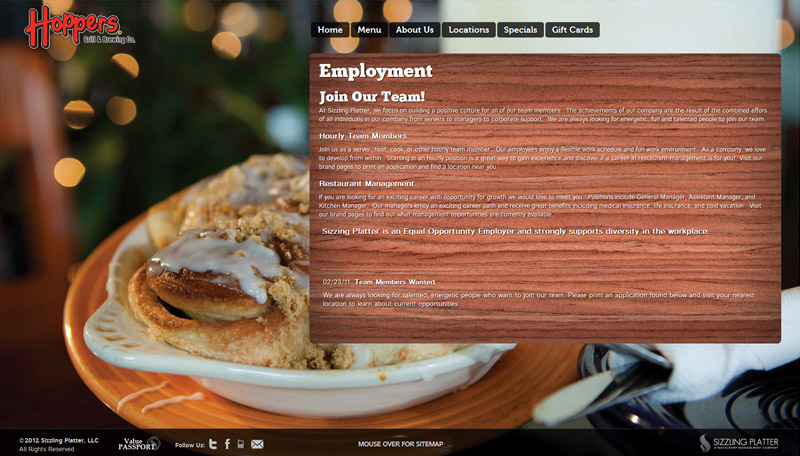 Hoppers
Grill & Brewing Co.
Home Menu About Us Locations Specials Gift Cards
Employment
Join Our Team!
At Sizzling Platter, we focus on building a positive culture for all of our team members. The achievements of our company are the result of the combined efforts
of all individuals in our company from servers to managers to corporate support. We are always looking for energetic, fun and talented people to join our team.
Hourly Team Members
Join us as a server, host, cook, or other hourly team member. Our employees enjoy a flexible work schedule and fun work environment. As a company, we love
to develop from within. Starting in an hourly position is a great way to gain experience and discover if a career in restaurant management is for you! Visit our
brand pages to print an application and find a location near you.
Restaurant Management
If you are looking for an exciting career with opportunity for growth we would love to meet you. Positions include General Manager, Assistant Manager, and
Kitchen Manager. Our managers enjoy an exciting career path and receive great benefits including medical insurance, life insurance, and paid vacation. Visit
our brand pages to find out what management opportunities are currently available.
Sizzing Platter is an Equal Opportunity Employer and strongly supports diversity in the workplace.
02/23/11 Team Members Wanted
We are always looking for talented, energetic people who want to join our team. Please print an application found below and visit your nearest
location to learn about current opportunities.
©2012 Sizzling Platter, LLC
All Rights Reserved
Value
PASSPORT
Follow Us:
MOUSE OVER FOR SITEMAP
SIZZLING PLATTER
A RESTAURANT MANAGEMENT COMPANY